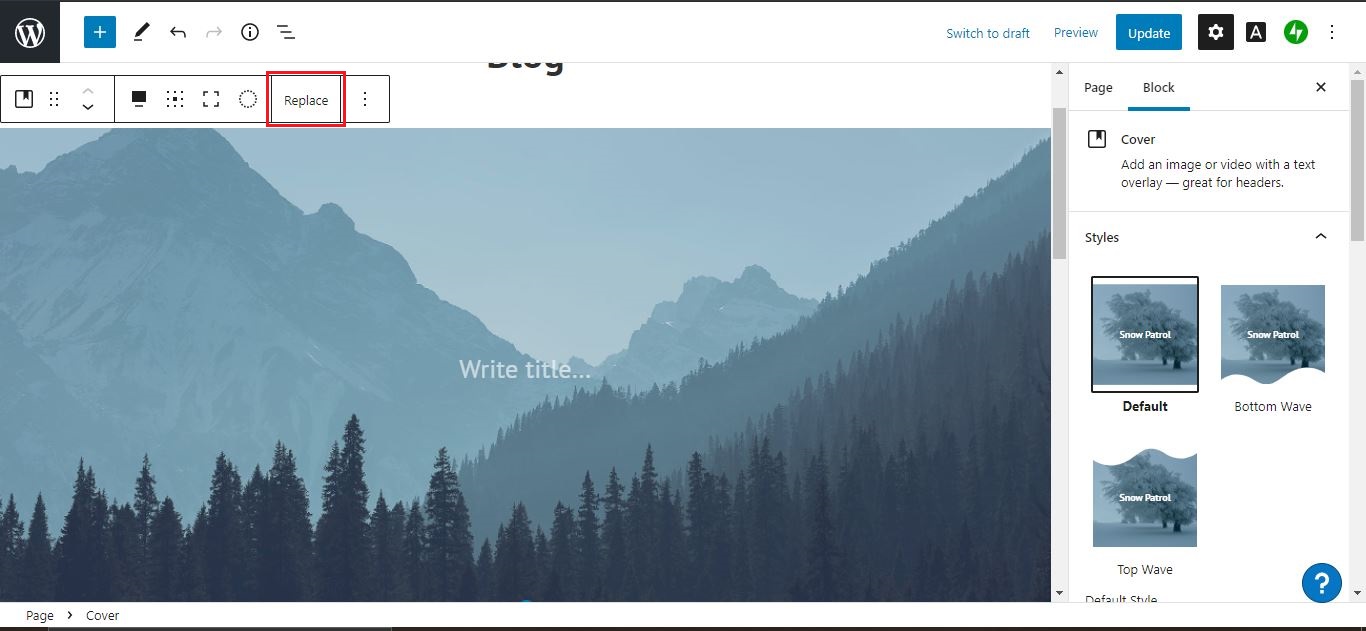 Switch to draft
Preview
Update
Blog
Replace
Page
Block
Cover
Add an image or video with a text
overlay — great for headers.
Styles
Write title...
Snow Patrol
Snow Patrol
Default
Bottom Wave
Snow Patrol
Top Wave
Default Style
Page
Cover